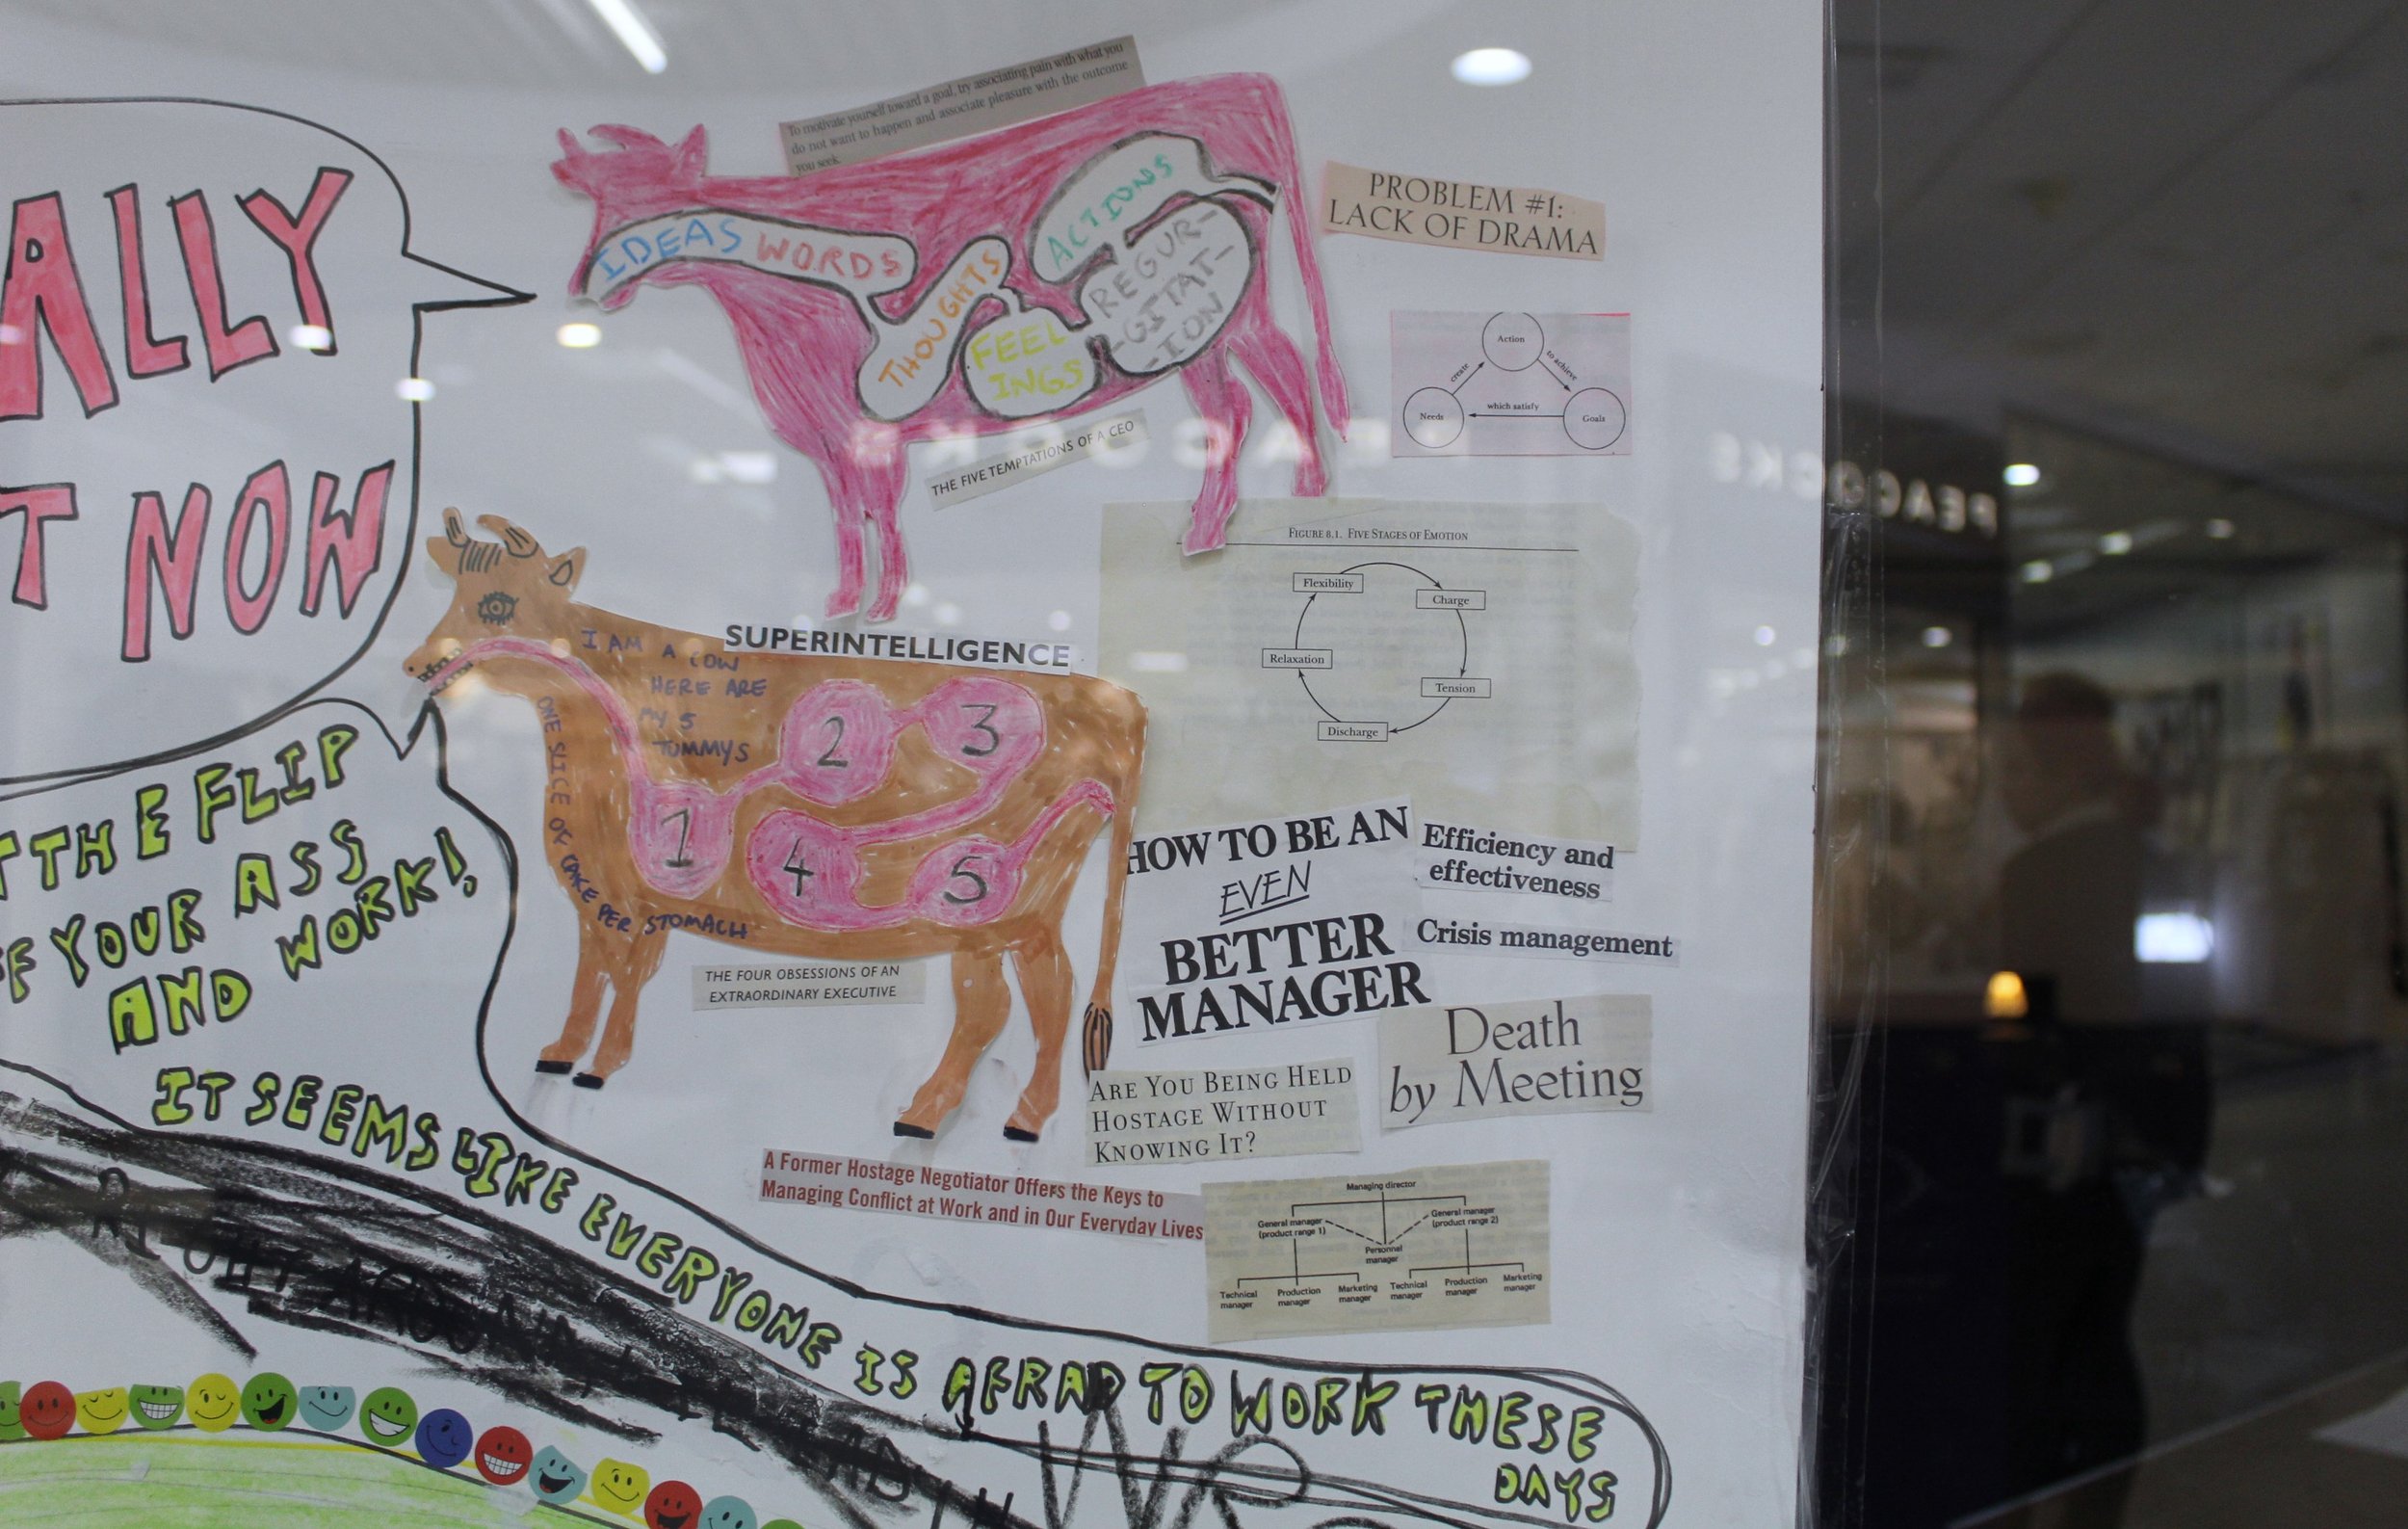 ALLY
T NOW
To motivate yourself toward a goal, try associating pain with what you
do not want to happen and associate pleasure with the outcome
you seek.
IDEAS WORDS
THOUGHTS
FEEL
INGS
ACTIONS
REGUR-
-GITAT-
-ION
PROBLEM #1:
LACK OF DRAMA
Action
create
to achieve
Needs
which satisfy
Goals
THE FIVE TEMPTATIONS OF A CEO
PEACOCKS
FIGURE 8.1. FIVE STAGES OF EMOTION
Flexibility
Charge
Relaxation
Tension
Discharge
SUPERINTELLIGENCE
I AM A COW
HERE ARE
MY 5
TUMMYS
1
2
3
4
5
ONE SLICE OF CAKE PER STOMACH
THE FOUR OBSESSIONS OF AN
EXTRAORDINARY EXECUTIVE
HOW TO BE AN
EVEN
BETTER
MANAGER
Efficiency and
effectiveness
Crisis management
Death
by Meeting
ARE YOU BEING HELD
HOSTAGE WITHOUT
KNOWING IT?
A Former Hostage Negotiator Offers the Keys to
Managing Conflict at Work and in Our Everyday Lives
Managing director
General manager
(product range 1)
General manager
(product range 2)
Personnel
manager
Technical
manager
Production
manager
Marketing
manager
Technical
manager
Production
manager
Marketing
manager
T THE FLIP
F YOUR ASS
AND WORK!
IT SEEMS LIKE EVERYONE IS AFRAD TO WORK THESE
DAYS
RIGHT AROUND